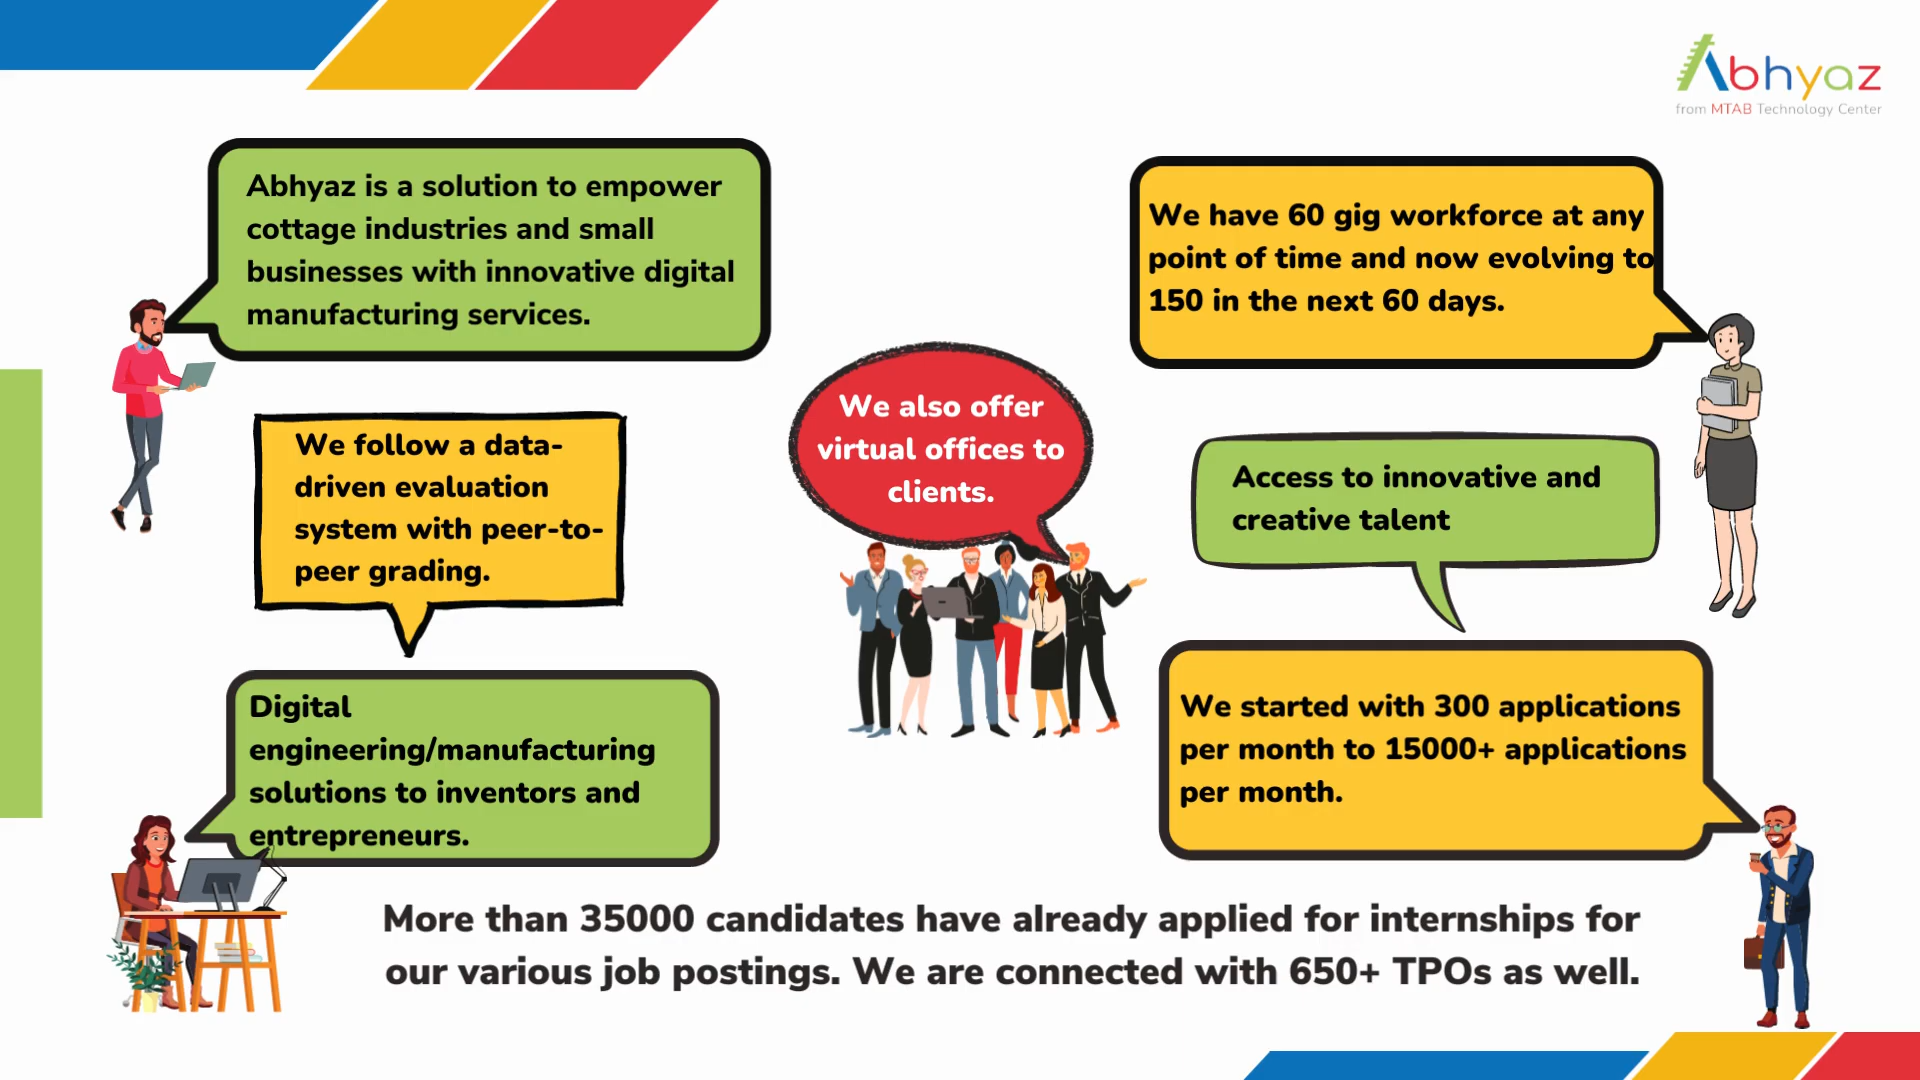 Abhyaz
from MTAB Technology Center
Abhyaz is a solution to empower
cottage industries and small
businesses with innovative digital
manufacturing services.
We have 60 gig workforce at any
point of time and now evolving to
150 in the next 60 days.
We also offer
virtual offices to
clients.
We follow a data-
driven evaluation
system with peer-to-
peer grading.
Access to innovative and
creative talent
Digital
engineering/manufacturing
solutions to inventors and
entrepreneurs.
We started with 300 applications
per month to 15000+ applications
per month.
More than 35000 candidates have already applied for internships for
our various job postings. We are connected with 650+ TPOs as well.